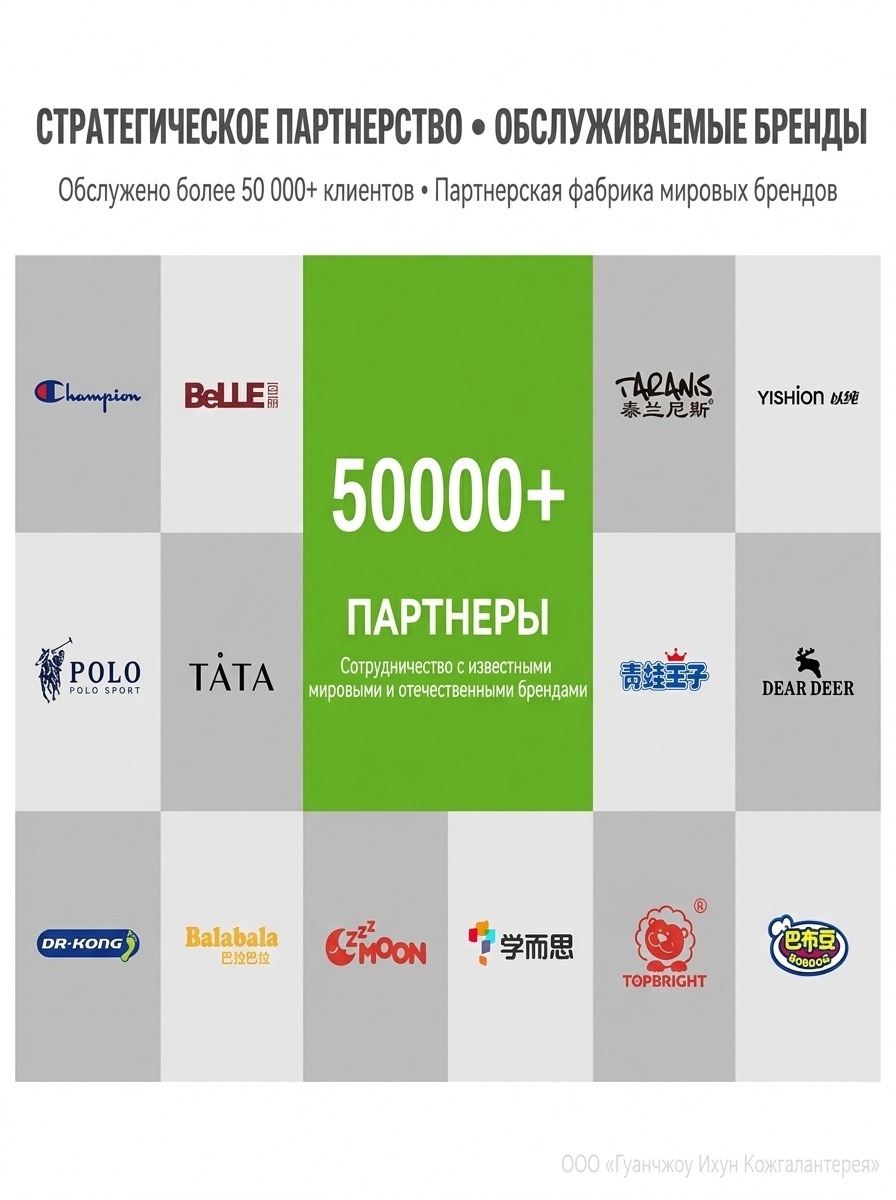 СТРАТЕГИЧЕСКОЕ ПАРТНЕРСТВО • ОБСЛУЖИВАЕМЫЕ БРЕНДЫ
Обслужено более 50 000+ клиентов • Партнерская фабрика мировых брендов
Champion
BeLLE 百丽
50000+
ПАРТНЕРЫ
Сотрудничество с известными
мировыми и отечественными брендами
TARANiS
泰兰尼斯®
YISHION 以纯
POLO
POLO SPORT
TATA
青蛙王子
DEAR DEER
DR-KONG
Balabala
巴拉巴拉
zzz
MOON
学而思
®
TOPBRIGHT
巴布豆
BOBDOG
ООО «Гуанчжоу Ихун Кожгалантерея»